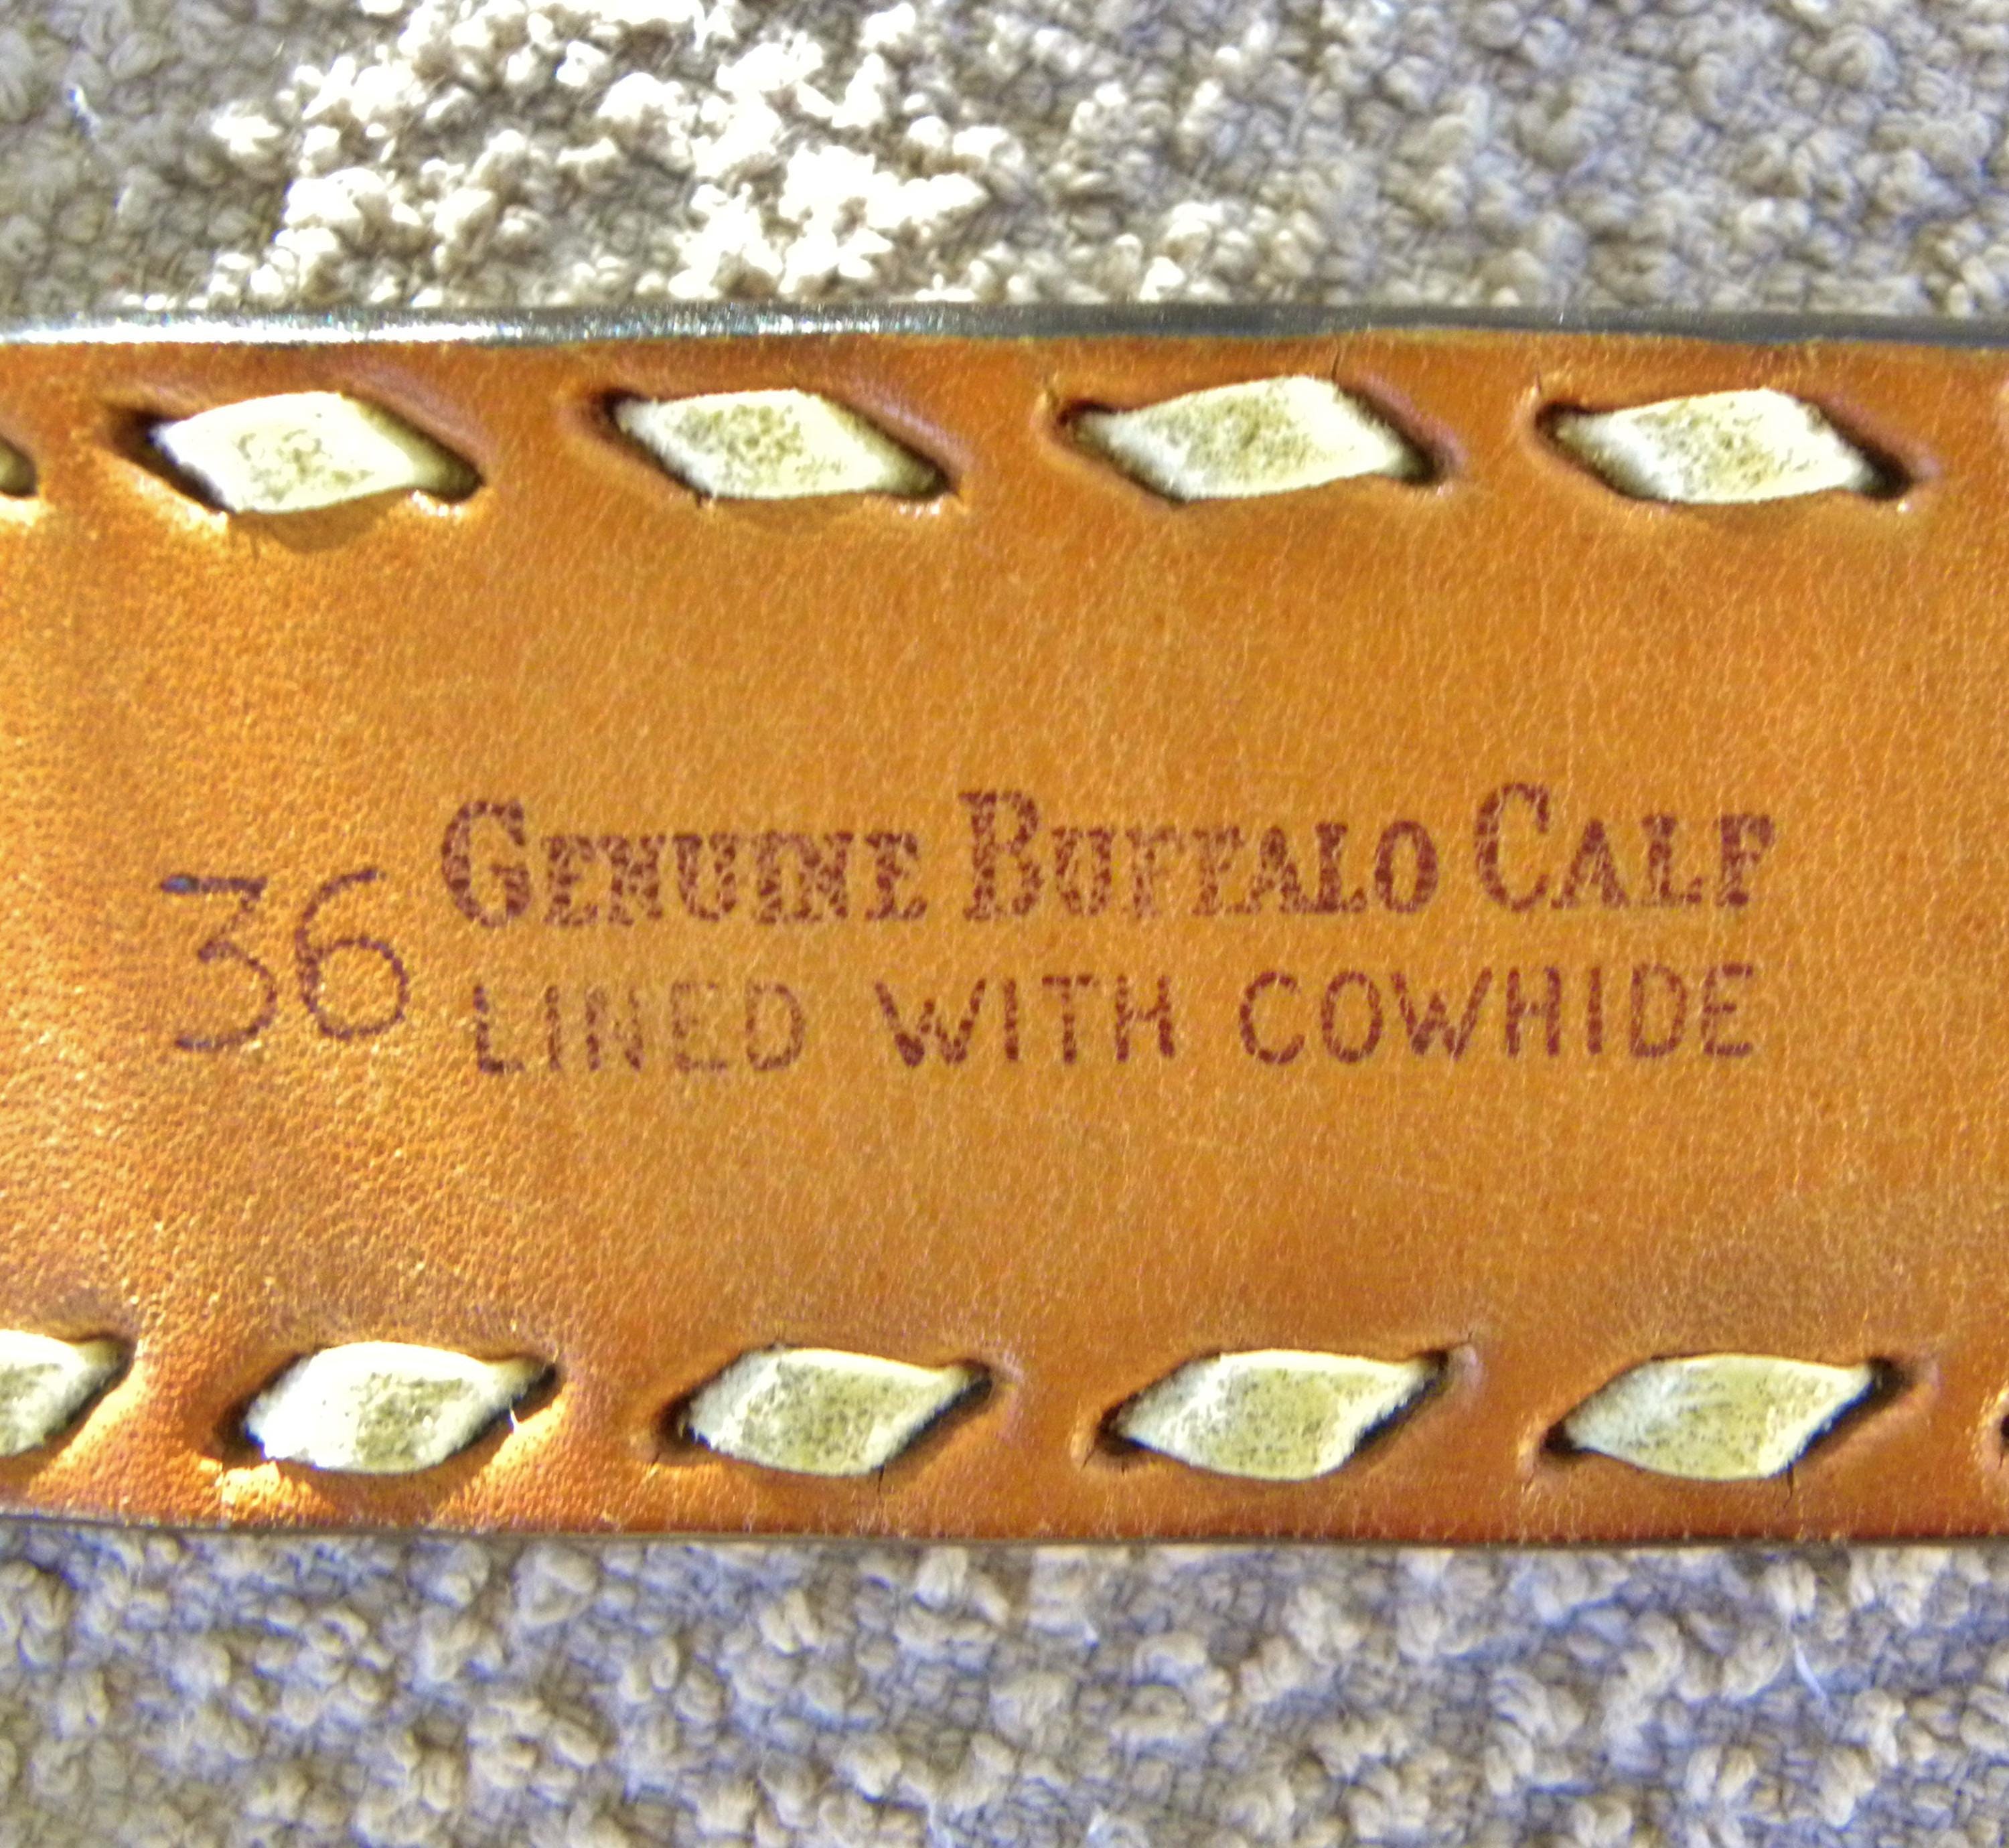 36
GENUINE BUFFALO CALF
LINED WITH COWHIDE